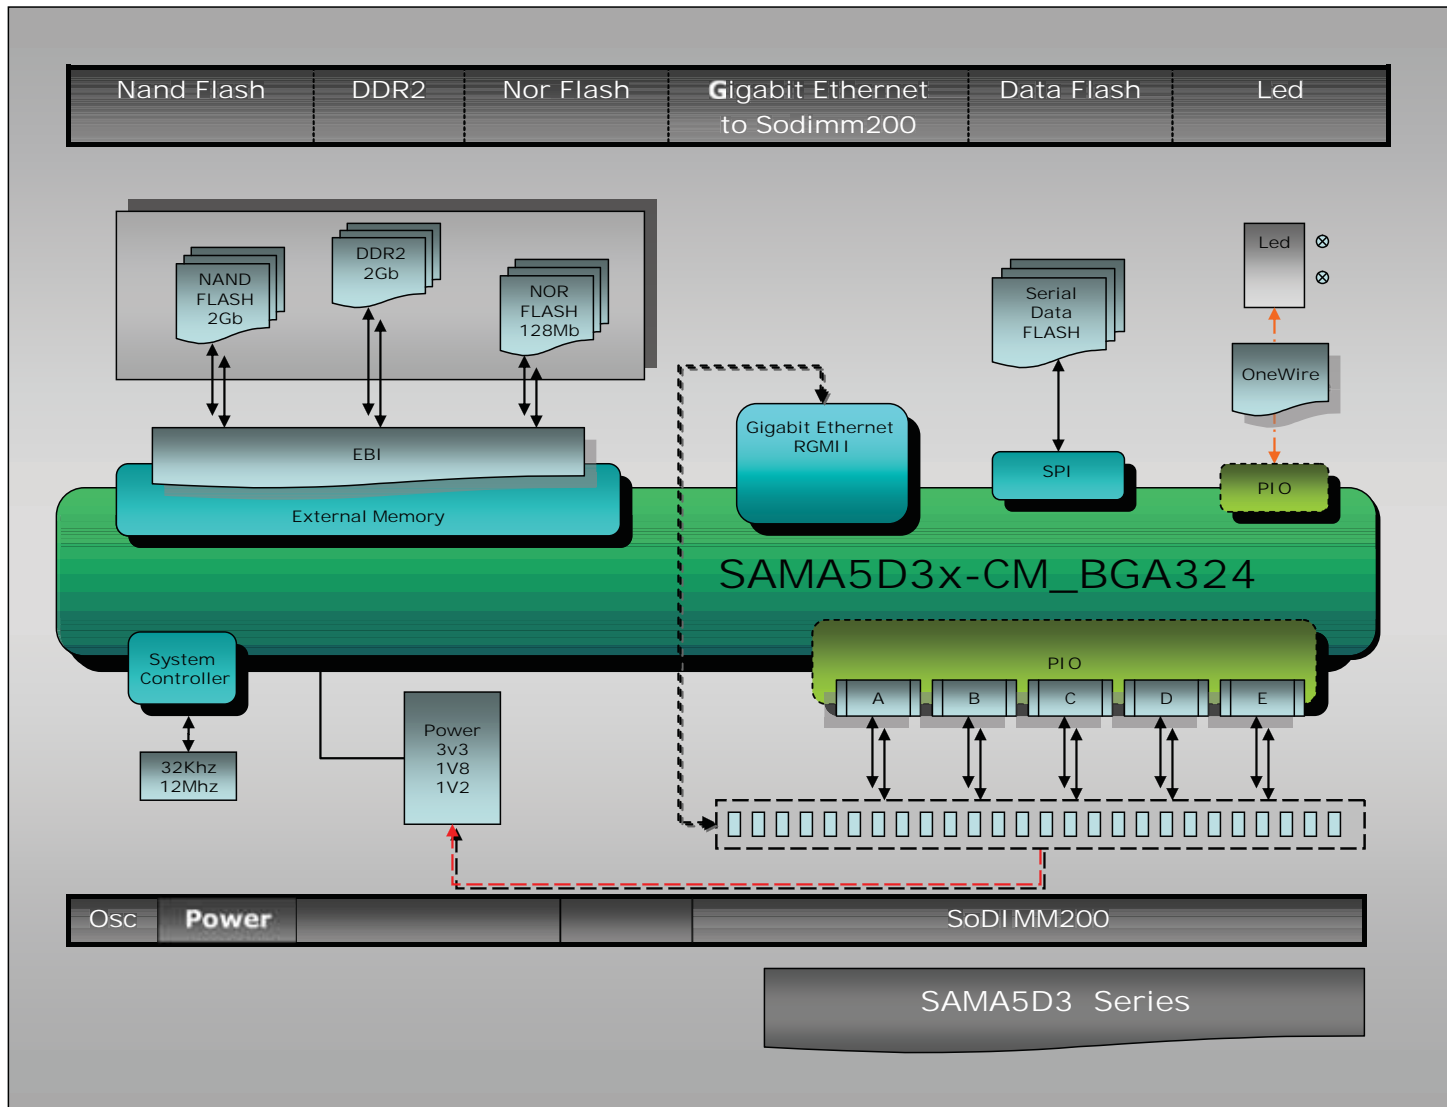 Nand Flash
DDR2
Nor Flash
Gigabit Ethernet
to Sodimm200
Data Flash
Led
NAND
FLASH
2Gb
DDR2
2Gb
NOR
FLASH
128Mb
Serial
Data
FLASH
Led
OneWire
EBI
External Memory
Gigabit Ethernet
RGMII
SPI
PIO
SAMA5D3x-CM_BGA324
System
Controller
32Khz
12Mhz
Power
3v3
1V8
1V2
PIO
A
B
C
D
E
Osc
Power
SoDIMM200
SAMA5D3 Series